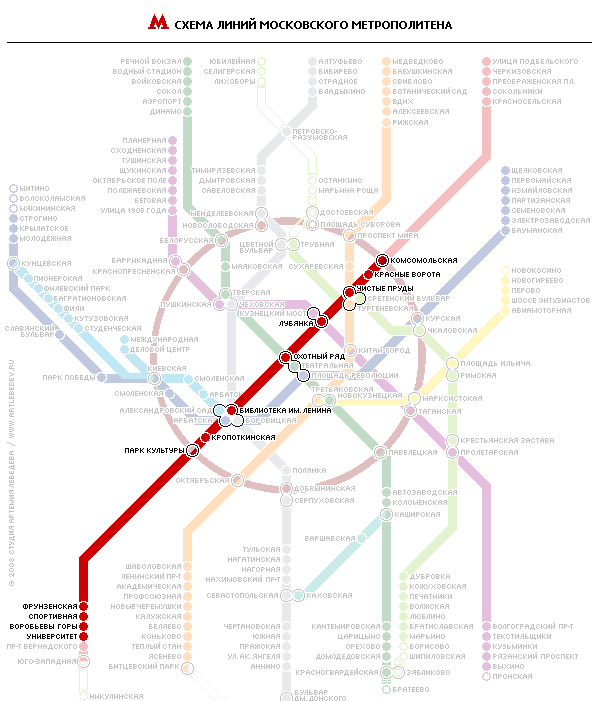 СХЕМА ЛИНИЙ МОСКОВСКОГО МЕТРОПОЛИТЕНА
РЕЧНОЙ ВОКЗАЛ
ВОДНЫЙ СТАДИОН
ВОЙКОВСКАЯ
СОКОЛ
АЭРОПОРТ
ДИНАМО
ЮБИЛЕЙНАЯ
СЕЛИГЕРСКАЯ
ЛИХОБОРЫ
АЛТУФЬЕВО
БИБИРЕВО
ОТРАДНОЕ
ВЛАДЫКИНО
МЕДВЕДКОВО
БАБУШКИНСКАЯ
СВИБЛОВО
БОТАНИЧЕСКИЙ САД
ВДНХ
АЛЕКСЕЕВСКАЯ
РИЖСКАЯ
УЛИЦА ПОДБЕЛЬСКОГО
ЧЕРКИЗОВСКАЯ
ПРЕОБРАЖЕНСКАЯ ПЛ.
СОКОЛЬНИКИ
КРАСНОСЕЛЬСКАЯ
ПЕТРОВСКО-
РАЗУМОВСКАЯ
ПЛАНЕРНАЯ
СХОДНЕНСКАЯ
ТУШИНСКАЯ
ЩУКИНСКАЯ
ОКТЯБРЬСКОЕ ПОЛЕ
ПОЛЕЖАЕВСКАЯ
БЕГОВАЯ
УЛИЦА 1905 ГОДА
ТИМИРЯЗЕВСКАЯ
ДМИТРОВСКАЯ
САВЕЛОВСКАЯ
ОСТАНКИНО
МАРЬИНА РОЩА
ЩЕЛКОВСКАЯ
ПЕРВОМАЙСКАЯ
ИЗМАЙЛОВСКАЯ
ПАРТИЗАНСКАЯ
СЕМЕНОВСКАЯ
ЭЛЕКТРОЗАВОДСКАЯ
БАУМАНСКАЯ
МИТИНО
ВОЛОКОЛАМСКАЯ
МЯКИНИНСКАЯ
СТРОГИНО
КРЫЛАТСКОЕ
МОЛОДЕЖНАЯ
МЕНДЕЛЕЕВСКАЯ
НОВОСЛОБОДСКАЯ
ДОСТОЕВСКАЯ
ПЛОЩАДЬ СУВОРОВА
ПРОСПЕКТ МИРА
БЕЛОРУССКАЯ
ЦВЕТНОЙ
БУЛЬВАР
ТРУБНАЯ
КУНЦЕВСКАЯ
БАРРИКАДНАЯ
КРАСНОПРЕСНЕНСКАЯ
МАЯКОВСКАЯ
СУХАРЕВСКАЯ
КОМСОМОЛЬСКАЯ
КРАСНЫЕ ВОРОТА
НОВОКОСИНО
НОВОГИРЕЕВО
ПЕРОВО
ШОССЕ ЭНТУЗИАСТОВ
АВИАМОТОРНАЯ
ПИОНЕРСКАЯ
ФИЛЕВСКИЙ ПАРК
БАГРАТИОНОВСКАЯ
ФИЛИ
КУТУЗОВСКАЯ
СТУДЕНЧЕСКАЯ
СЛАВЯНСКИЙ
БУЛЬВАР
ТВЕРСКАЯ
ПУШКИНСКАЯ
ЧЕХОВСКАЯ
КУЗНЕЦКИЙ МОСТ
ЧИСТЫЕ ПРУДЫ
СРЕТЕНСКИЙ БУЛЬВАР
ТУРГЕНЕВСКАЯ
ЛУБЯНКА
КУРСКАЯ
ЧКАЛОВСКАЯ
МЕЖДУНАРОДНАЯ
ДЕЛОВОЙ ЦЕНТР
КИЕВСКАЯ
ОХОТНЫЙ РЯД
ТЕАТРАЛЬНАЯ
ПЛОЩАДЬ РЕВОЛЮЦИИ
КИТАЙ-ГОРОД
ПЛОЩАДЬ ИЛЬИЧА
РИМСКАЯ
ПАРК ПОБЕДЫ
СМОЛЕНСКАЯ
СМОЛЕНСКАЯ
АРБАТСКАЯ
ТРЕТЬЯКОВСКАЯ
НОВОКУЗНЕЦКАЯ
МАРКСИСТСКАЯ
ТАГАНСКАЯ
АЛЕКСАНДРОВСКИЙ САД
АРБАТСКАЯ
БИБЛИОТЕКА ИМ. ЛЕНИНА
БОРОВИЦКАЯ
КРОПОТКИНСКАЯ
ПАРК КУЛЬТУРЫ
КРЕСТЬЯНСКАЯ ЗАСТАВА
ПРОЛЕТАРСКАЯ
ПАВЕЛЕЦКАЯ
ПОЛЯНКА
ОКТЯБРЬСКАЯ
ДОБРЫНИНСКАЯ
СЕРПУХОВСКАЯ
АВТОЗАВОДСКАЯ
КОЛОМЕНСКАЯ
КАШИРСКАЯ
ВАРШАВСКАЯ
КАХОВСКАЯ
ТУЛЬСКАЯ
НАГАТИНСКАЯ
НАГОРНАЯ
НАХИМОВСКИЙ ПР-Т
СЕВАСТОПОЛЬСКАЯ
ЧЕРТАНОВСКАЯ
ЮЖНАЯ
ПРАЖСКАЯ
УЛ. АК. ЯНГЕЛЯ
АННИНО
БУЛЬВАР
ДМ. ДОНСКОГО
ШАБОЛОВСКАЯ
ЛЕНИНСКИЙ ПР-Т
АКАДЕМИЧЕСКАЯ
ПРОФСОЮЗНАЯ
НОВЫЕ ЧЕРЕМУШКИ
КАЛУЖСКАЯ
БЕЛЯЕВО
КОНЬКОВО
ТЕПЛЫЙ СТАН
ЯСЕНЕВО
БИТЦЕВСКИЙ ПАРК
ФРУНЗЕНСКАЯ
СПОРТИВНАЯ
ВОРОБЬЕВЫ ГОРЫ
УНИВЕРСИТЕТ
ПР-Т ВЕРНАДСКОГО
ЮГО-ЗАПАДНАЯ
НИКУЛИНСКАЯ
ДУБРОВКА
КОЖУХОВСКАЯ
ПЕЧАТНИКИ
ВОЛЖСКАЯ
ЛЮБЛИНО
БРАТИСЛАВСКАЯ
МАРЬИНО
БОРИСОВО
ШИПИЛОВСКАЯ
ЗЯБЛИКОВО
КАНТЕМИРОВСКАЯ
ЦАРИЦЫНО
ОРЕХОВО
ДОМОДЕДОВСКАЯ
КРАСНОГВАРДЕЙСКАЯ
БРАТЕЕВО
ВОЛГОГРАДСКИЙ ПР-Т
ТЕКСТИЛЬЩИКИ
КУЗЬМИНКИ
РЯЗАНСКИЙ ПРОСПЕКТ
ВЫХИНО
ПРОНСКАЯ
© 2003 СТУДИЯ АРТЕМИЯ ЛЕБЕДЕВА / WWW.ARTLEBEDEV.RU